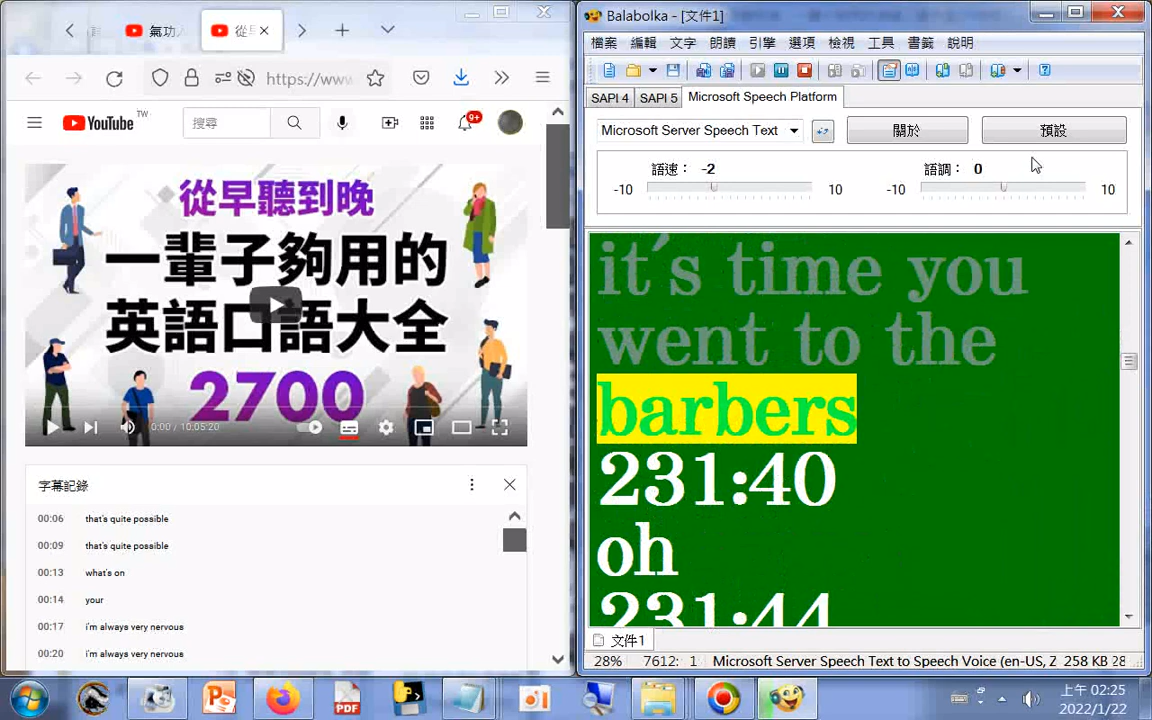 氣功
從
https://www
YouTube TW
搜尋
9+
從早聽到晚
一輩子夠用的
英語口語大全
2700
0:00 / 10:05:20
字幕記錄
00:06 that's quite possible
00:09 that's quite possible
00:13 what's on
00:14 your
00:17 i'm always very nervous
00:20 i'm always very nervous
Balabolka - [文件1]
檔案 編輯 文字 朗讀 引擎 選項 檢視 工具 書籤 說明
SAPI 4 SAPI 5 Microsoft Speech Platform
Microsoft Server Speech Text 關於 預設
語速： -2 語調： 0
-10 10 -10 10
it's time you
went to the
barbers
231:40
oh
231:44
文件1
28% 7612: 1 Microsoft Server Speech Text to Speech Voice (en-US, Z 258 KB 28
PDF
上午 02:25
2022/1/22